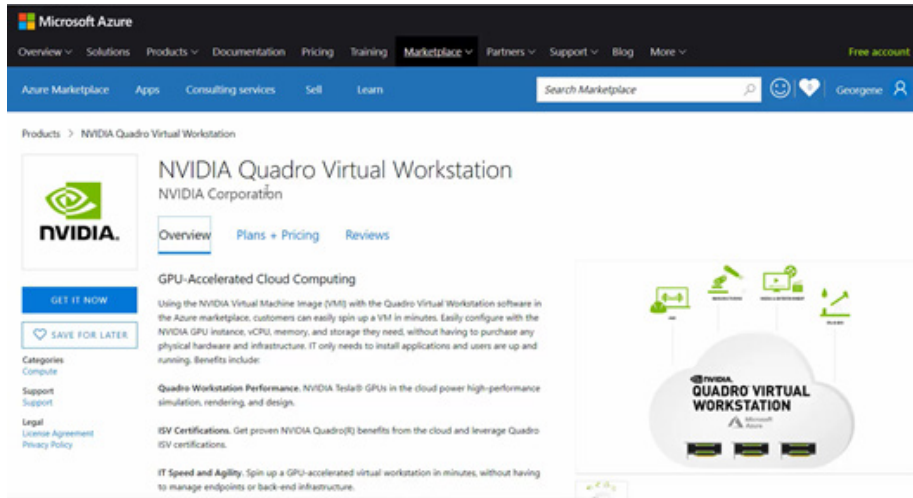 Microsoft Azure
Overview Solutions Products Documentation Pricing Training Marketplace Partners Support Blog More Free account
Azure Marketplace Apps Consulting services Sell Learn Search Marketplace Georgene
Products > NVIDIA Quadro Virtual Workstation
NVIDIA Quadro Virtual Workstation
NVIDIA Corporation
NVIDIA.
Overview Plans + Pricing Reviews
GET IT NOW
SAVE FOR LATER
Categories
Compute
Support
Support
Legal
License Agreement
Privacy Policy
GPU-Accelerated Cloud Computing
Using the NVIDIA Virtual Machine Image (VMI) with the Quadro Virtual Workstation software in
the Azure marketplace, customers can easily spin up a VM in minutes. Easily configure with the
NVIDIA GPU instance, vCPU, memory, and storage they need, without having to purchase any
physical hardware and infrastructure. IT only needs to install applications and users are up and
running. Benefits include:
Quadro Workstation Performance. NVIDIA Tesla® GPUs in the cloud power high-performance
simulation, rendering, and design.
ISV Certifications. Get proven NVIDIA Quadro(R) benefits from the cloud and leverage Quadro
ISV certifications.
IT Speed and Agility. Spin up a GPU-accelerated virtual workstation in minutes, without having
to manage endpoints or back-end infrastructure.
NVIDIA.
QUADRO VIRTUAL
WORKSTATION
Microsoft
Azure